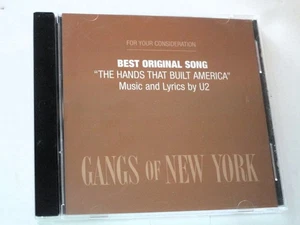 FOR YOUR CONSIDERATION
BEST ORIGINAL SONG
"THE HANDS THAT BUILT AMERICA"
Music and Lyrics by U2
GANGS OF NEW YORK